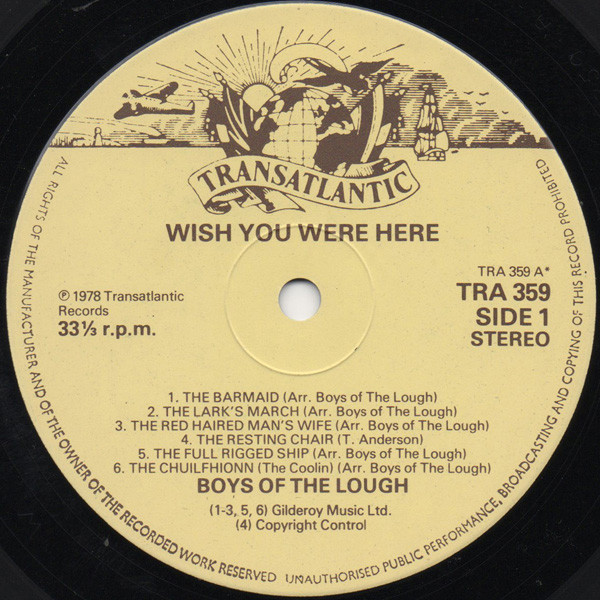 TRANSATLANTIC
WISH YOU WERE HERE
℗ 1978 Transatlantic
Records
33⅓ r.p.m.
TRA 359 A*
TRA 359
SIDE 1
STEREO
1. THE BARMAID (Arr. Boys of The Lough)
2. THE LARK'S MARCH (Arr. Boys of The Lough)
3. THE RED HAIRED MAN'S WIFE (Arr. Boys of The Lough)
4. THE RESTING CHAIR (T. Anderson)
5. THE FULL RIGGED SHIP (Arr. Boys of The Lough)
6. THE CHUILFHIONN (The Coolin) (Arr. Boys of The Lough)
BOYS OF THE LOUGH
(1-3, 5, 6) Gilderoy Music Ltd.
(4) Copyright Control
ALL RIGHTS OF THE MANUFACTURER AND OF THE OWNER OF THE RECORDED WORK RESERVED UNAUTHORISED PUBLIC PERFORMANCE, BROADCASTING AND COPYING OF THIS RECORD PROHIBITED